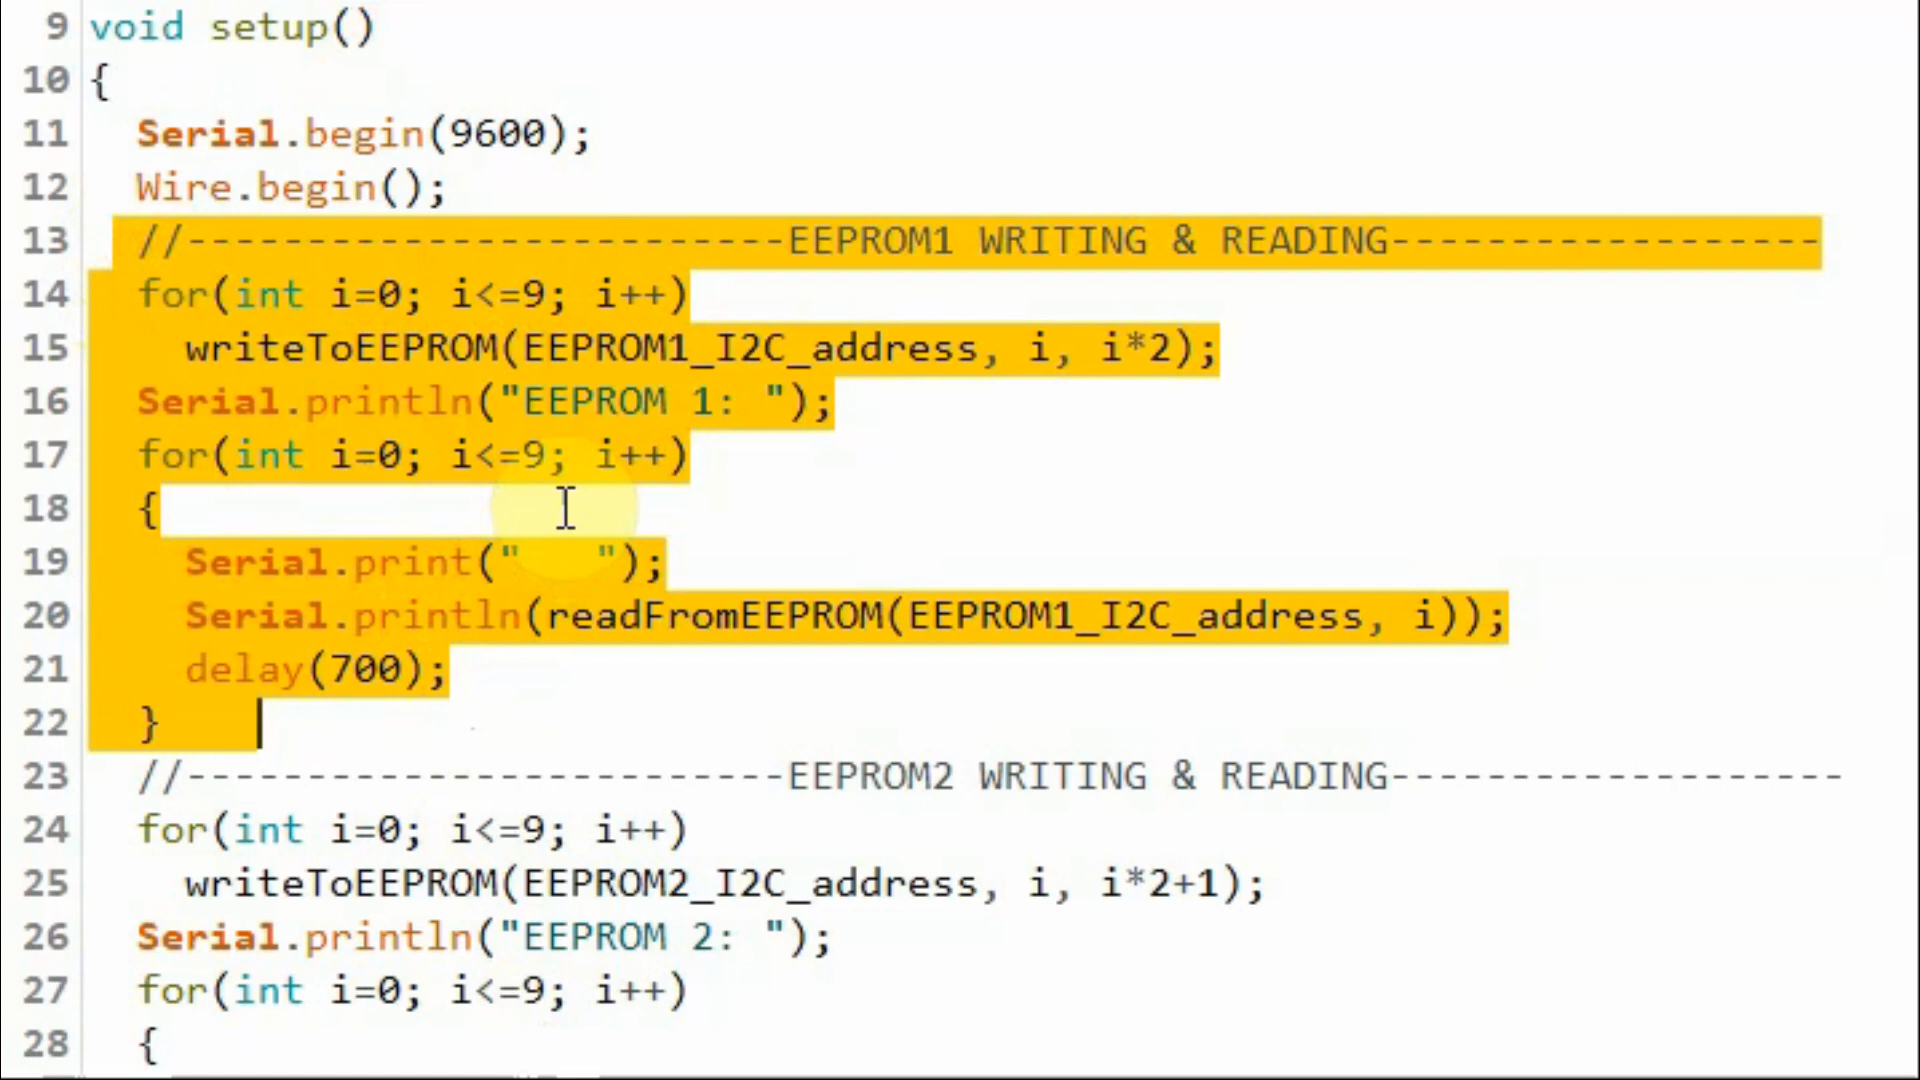 9 void setup()
10 {
11 Serial.begin(9600);
12 Wire.begin();
13 //-------------------------EEPROM1 WRITING & READING------------------
14 for(int i=0; i<=9; i++)
15 writeToEEPROM(EEPROM1_I2C_address, i, i*2);
16 Serial.println("EEPROM 1: ");
17 for(int i=0; i<=9; i++)
18 {
19 Serial.print("   ");
20 Serial.println(readFromEEPROM(EEPROM1_I2C_address, i));
21 delay(700);
22 }
23 //-------------------------EEPROM2 WRITING & READING-------------------
24 for(int i=0; i<=9; i++)
25 writeToEEPROM(EEPROM2_I2C_address, i, i*2+1);
26 Serial.println("EEPROM 2: ");
27 for(int i=0; i<=9; i++)
28 {